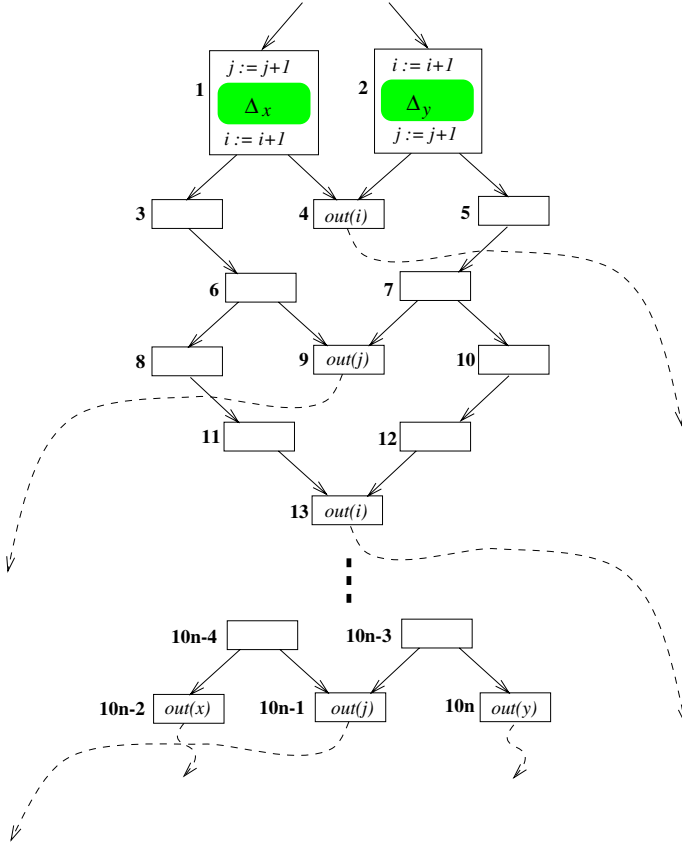 j := j+1
i := i+1
1
2
Δx
Δy
i := i+1
j := j+1
3
4
out(i)
5
6
7
8
9
out(j)
10
11
12
13
out(i)
10n-4
10n-3
10n-2
out(x)
10n-1
out(j)
10n
out(y)